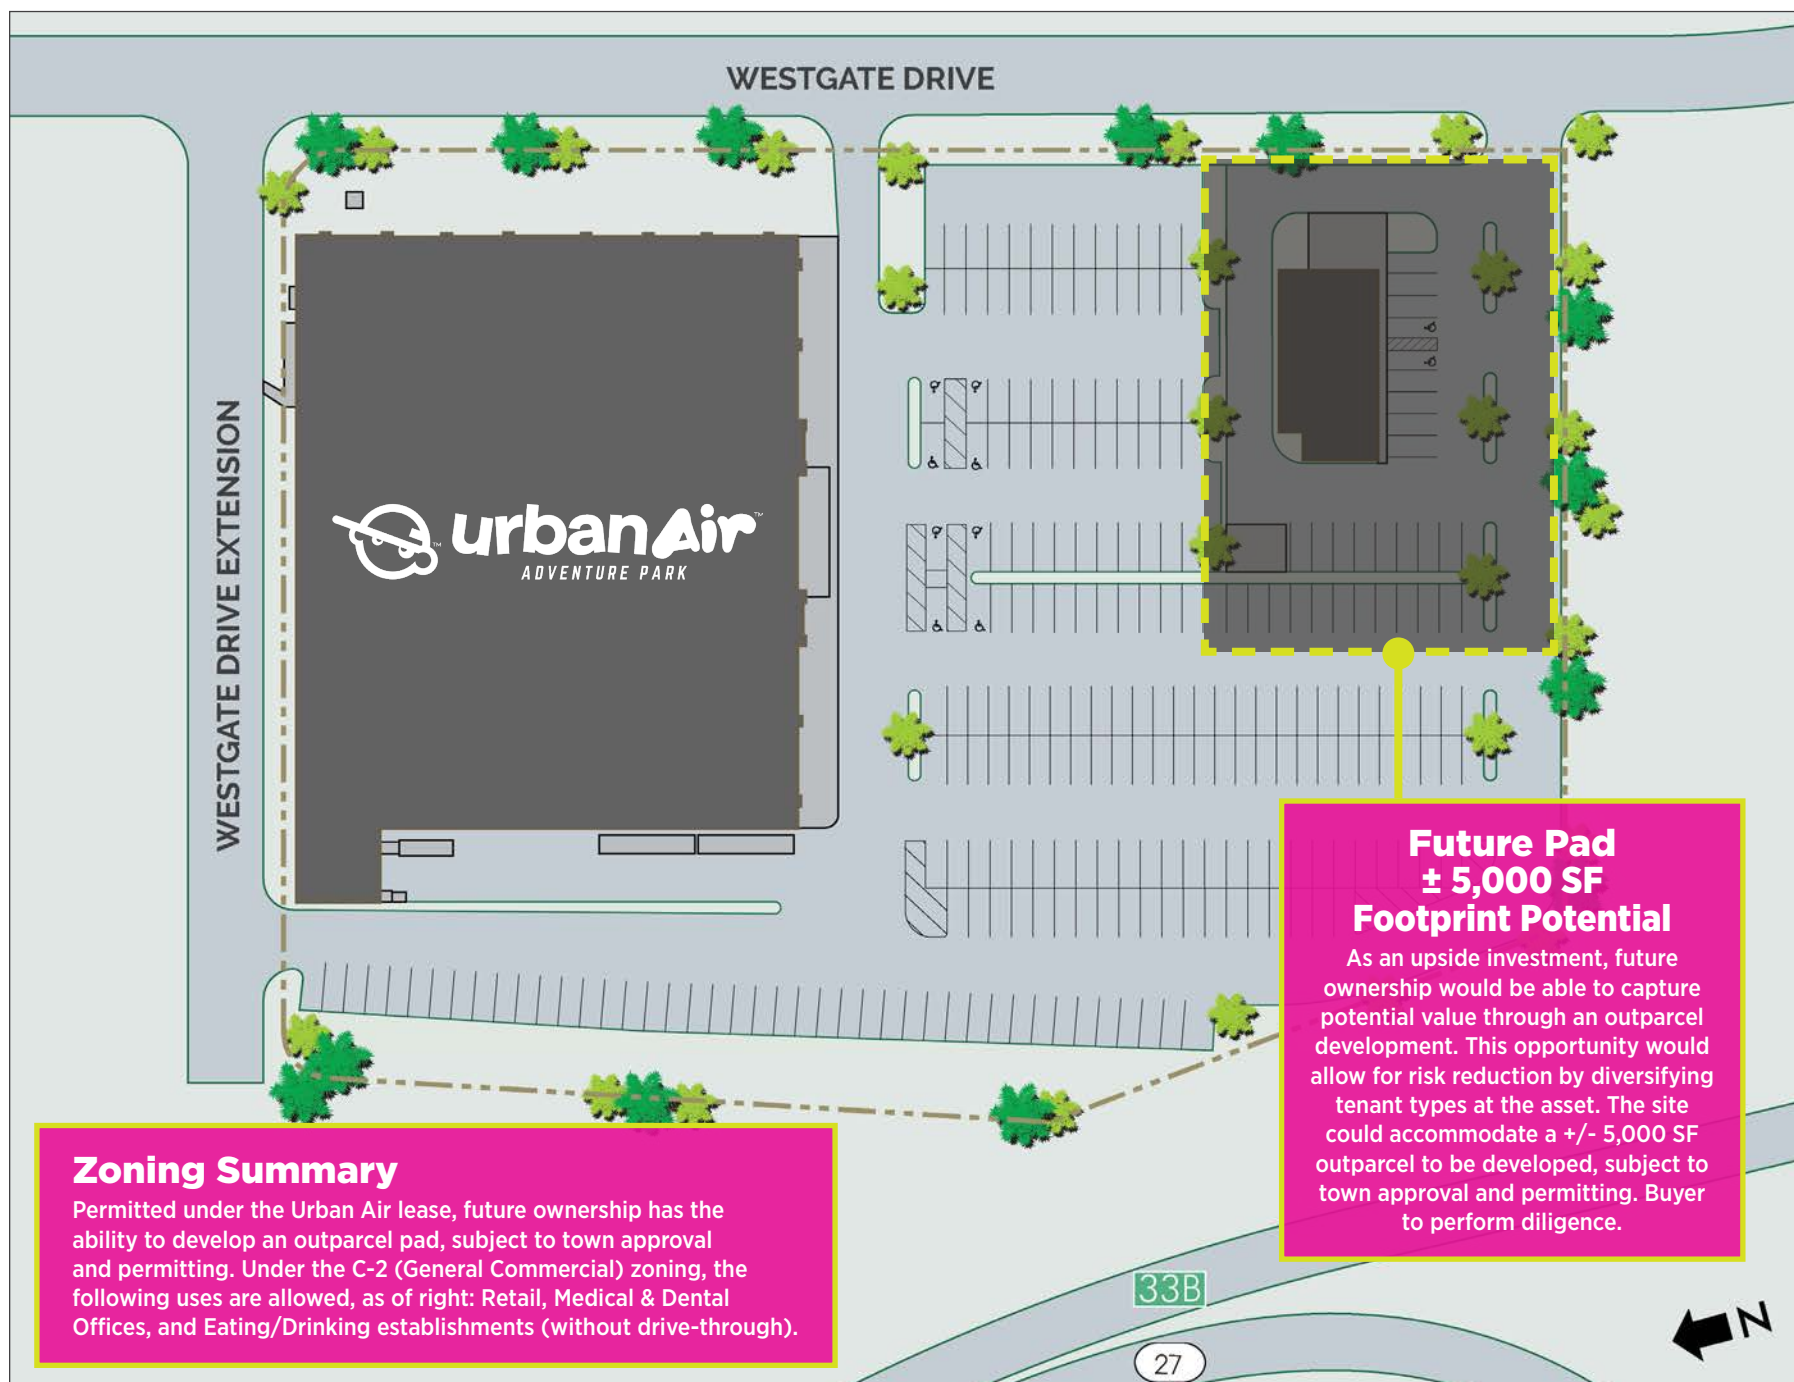 WESTGATE DRIVE
WESTGATE DRIVE EXTENSION
urbanAir™
ADVENTURE PARK
Future Pad
± 5,000 SF
Footprint Potential
As an upside investment, future
ownership would be able to capture
potential value through an outparcel
development. This opportunity would
allow for risk reduction by diversifying
tenant types at the asset. The site
could accommodate a +/- 5,000 SF
outparcel to be developed, subject to
town approval and permitting. Buyer
to perform diligence.
Zoning Summary
Permitted under the Urban Air lease, future ownership has the
ability to develop an outparcel pad, subject to town approval
and permitting. Under the C-2 (General Commercial) zoning, the
following uses are allowed, as of right: Retail, Medical & Dental
Offices, and Eating/Drinking establishments (without drive-through).
33B
27
N